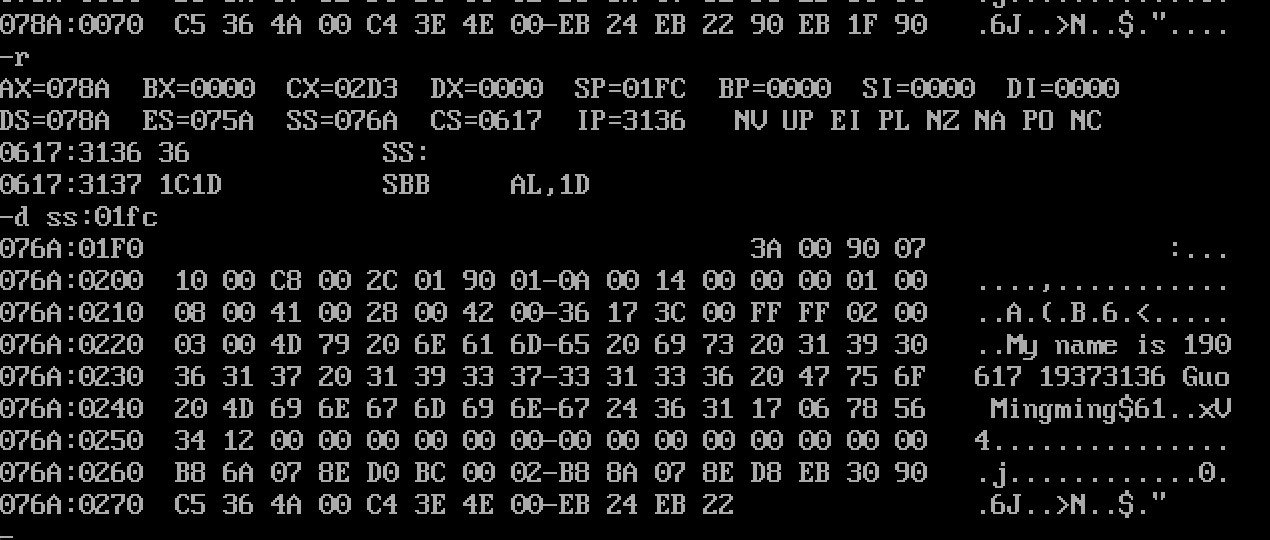 078A:0070  C5 36 4A 00 C4 3E 4E 00-EB 24 EB 22 90 EB 1F 90   .6J..>N..$."....
-r
AX=078A  BX=0000  CX=02D3  DX=0000  SP=01FC  BP=0000  SI=0000  DI=0000
DS=078A  ES=075A  SS=076A  CS=0617  IP=3136   NV UP EI PL NZ NA PO NC
0617:3136 36            SS:
0617:3137 1C1D          SBB     AL,1D
-d ss:01fc
076A:01F0                                      3A 00 90 07               :...
076A:0200  10 00 C8 00 2C 01 90 01-0A 00 14 00 00 00 01 00   ....,...........
076A:0210  08 00 41 00 28 00 42 00-36 17 3C 00 FF FF 02 00   ..A.(.B.6.<.....
076A:0220  03 00 4D 79 20 6E 61 6D-65 20 69 73 20 31 39 30   ..My name is 190
076A:0230  36 31 37 20 31 39 33 37-33 31 33 36 20 47 75 6F   617 19373136 Guo
076A:0240  20 4D 69 6E 67 6D 69 6E-67 24 36 31 17 06 78 56    Mingming$61..xV
076A:0250  34 12 00 00 00 00 00 00-00 00 00 00 00 00 00 00   4...............
076A:0260  B8 6A 07 8E D0 BC 00 02-B8 8A 07 8E D8 EB 30 90   .j............0.
076A:0270  C5 36 4A 00 C4 3E 4E 00-EB 24 EB 22               .6J..>N..$."
-